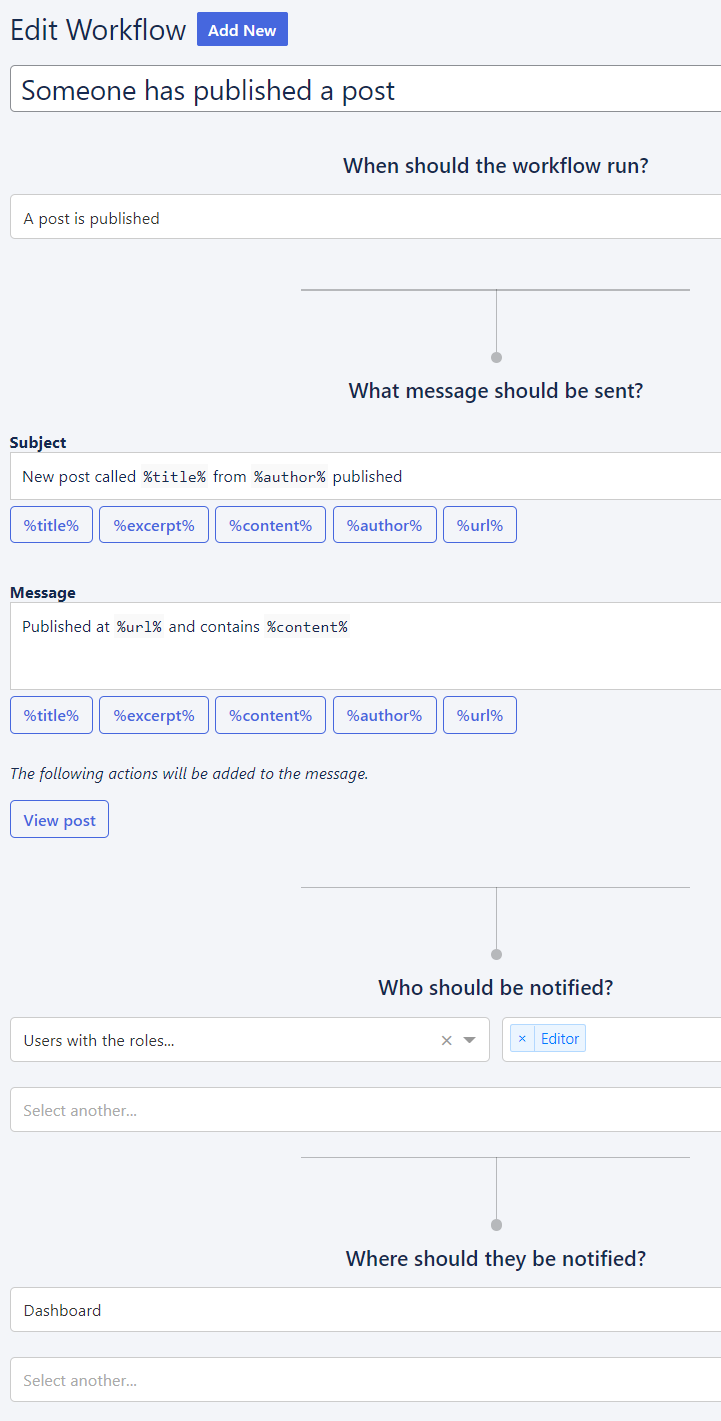 Edit Workflow Add New
Someone has published a post
When should the workflow run?
A post is published
What message should be sent?
Subject
New post called %title% from %author% published
%title% %excerpt% %content% %author% %url%
Message
Published at %url% and contains %content%
%title% %excerpt% %content% %author% %url%
The following actions will be added to the message.
View post
Who should be notified?
Users with the roles... × × Editor
Select another...
Where should they be notified?
Dashboard
Select another...